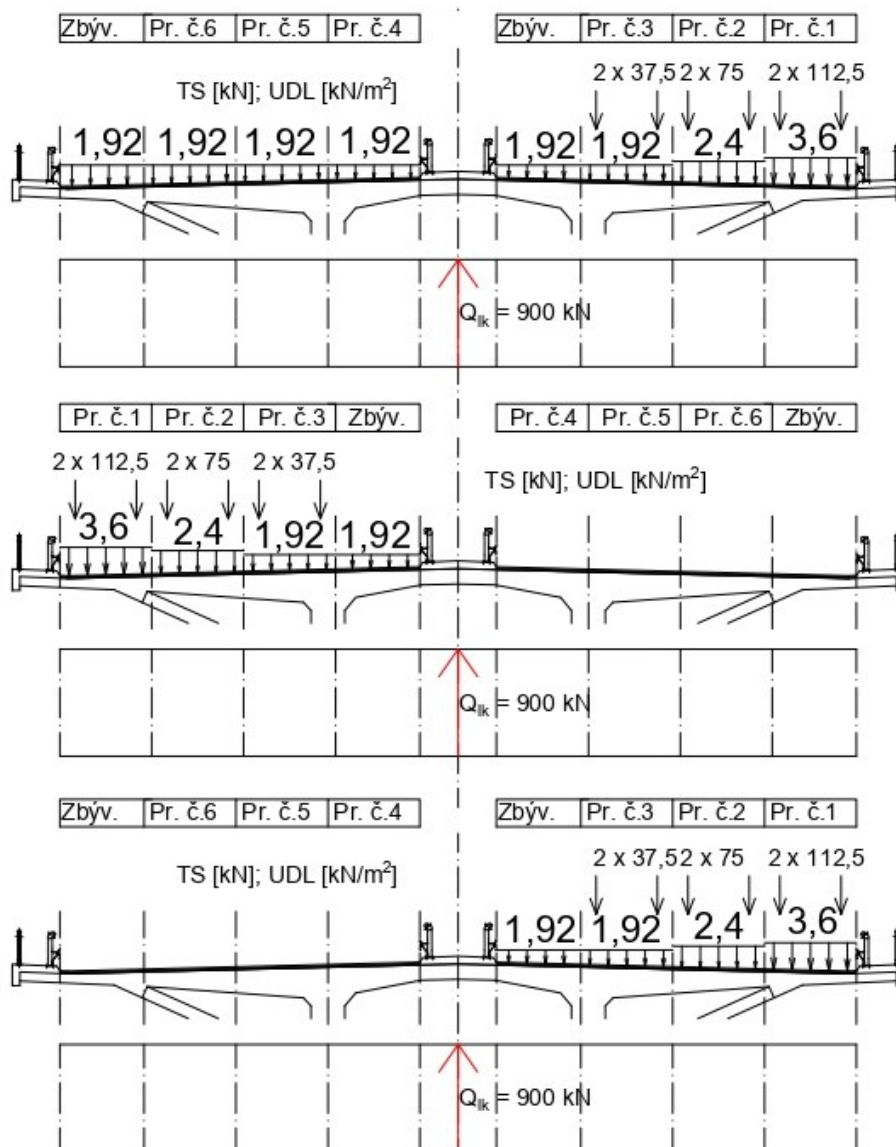 Zbýv. Pr. č.6 Pr. č.5 Pr. č.4 Zbýv. Pr. č.3 Pr. č.2 Pr. č.1
2 x 37,5 2 x 75 2 x 112,5
TS [kN]; UDL [kN/m²]
1,92 1,92 1,92 1,92 1,92 1,92 2,4 3,6
Qlk = 900 kN
Pr. č.1 Pr. č.2 Pr. č.3 Zbýv. Pr. č.4 Pr. č.5 Pr. č.6 Zbýv.
2 x 112,5 2 x 75 2 x 37,5
TS [kN]; UDL [kN/m²]
3,6 2,4 1,92 1,92
Qlk = 900 kN
Zbýv. Pr. č.6 Pr. č.5 Pr. č.4 Zbýv. Pr. č.3 Pr. č.2 Pr. č.1
2 x 37,5 2 x 75 2 x 112,5
TS [kN]; UDL [kN/m²]
1,92 1,92 2,4 3,6
Qlk = 900 kN